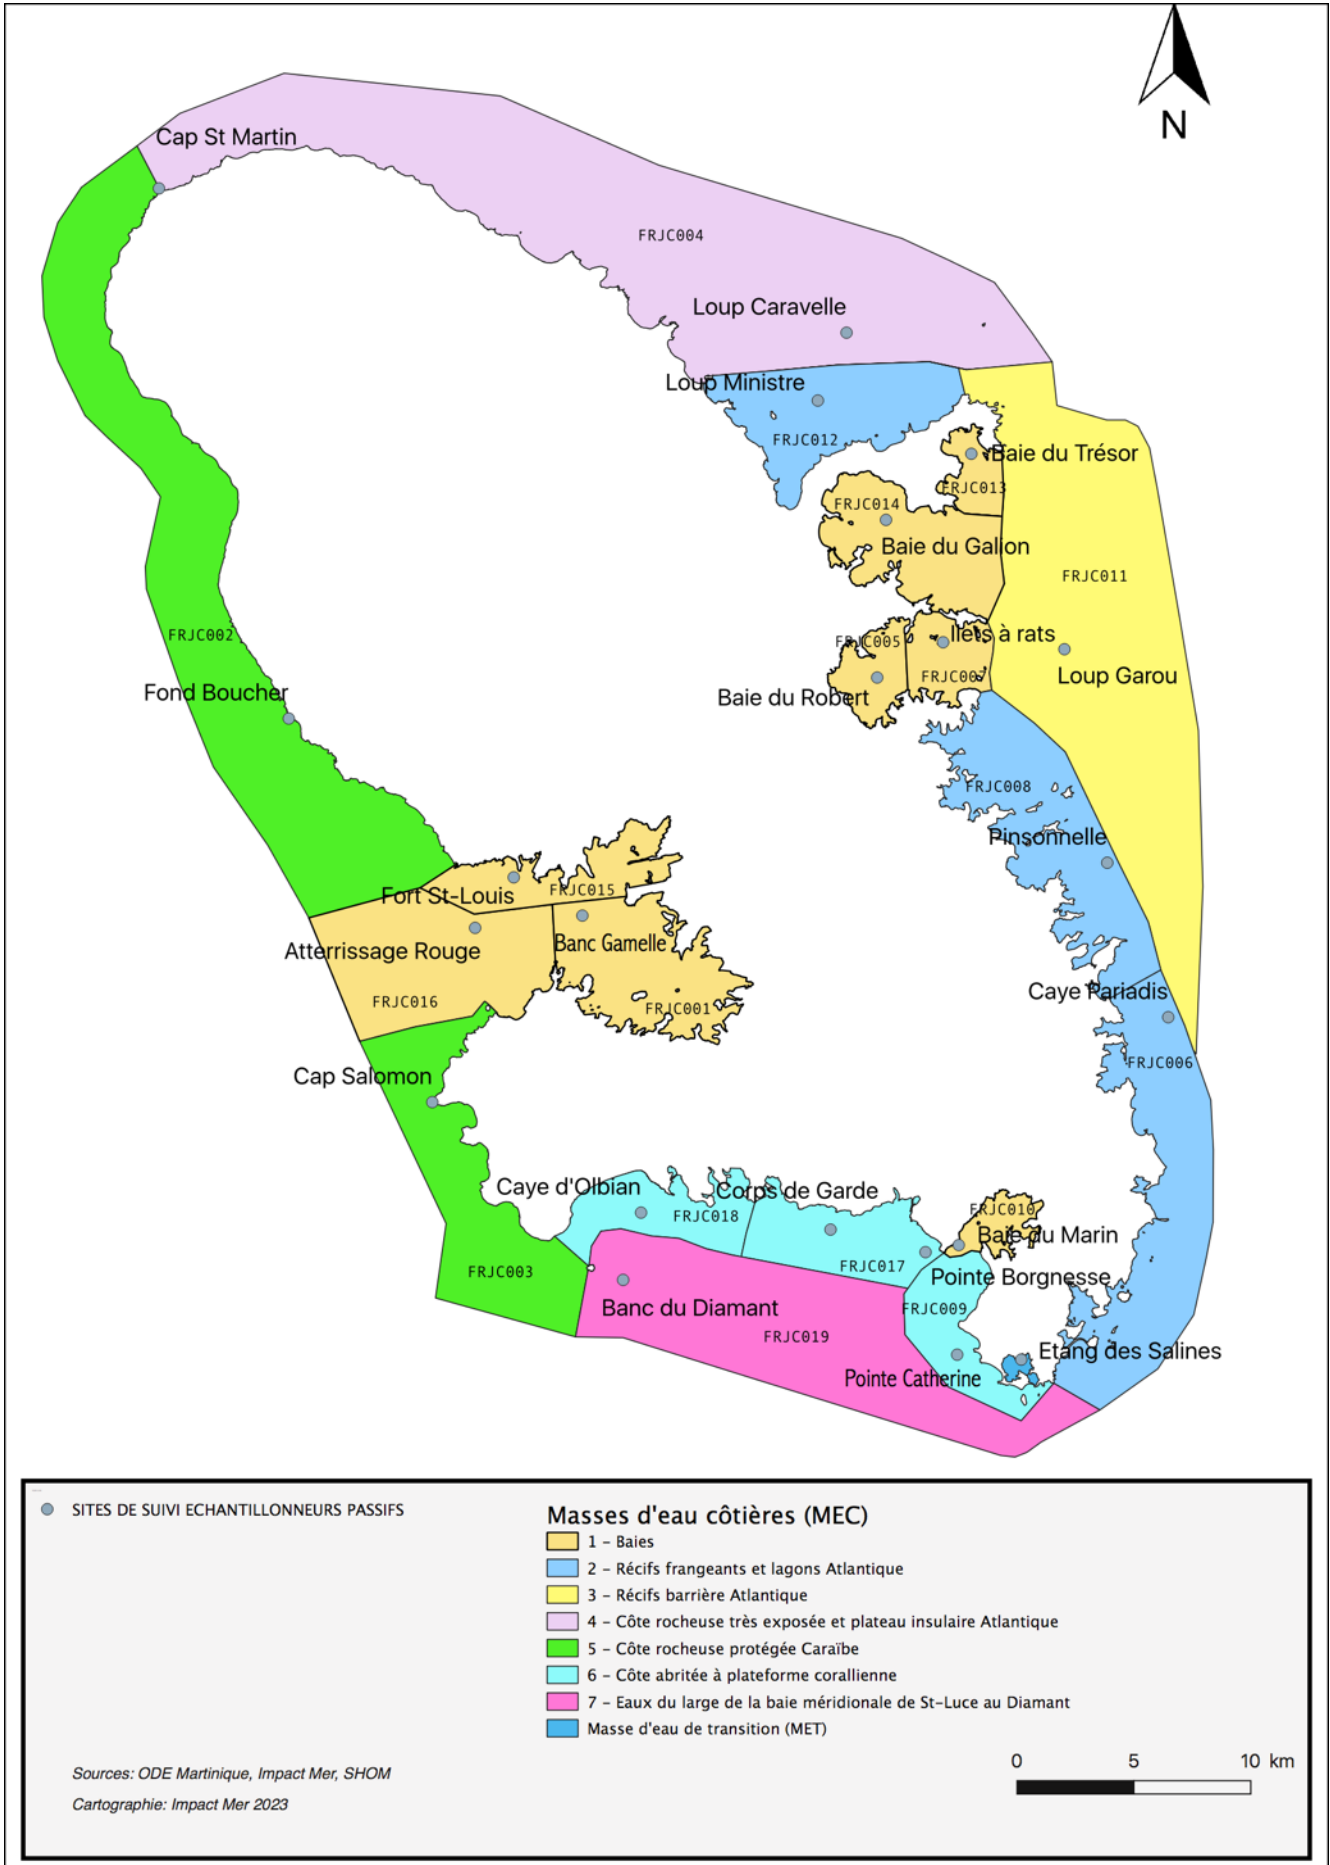 N
Cap St Martin
FRJC004
Loup Caravelle
Loup Ministre
FRJC012
Baie du Trésor
FRJC013
FRJC014
Baie du Galion
FRJC011
FRJC002
FRJC005
Ilets à rats
FRJC007
Loup Garou
Fond Boucher
Baie du Robert
FRJC008
Pinsonnelle
Fort St-Louis
FRJC015
Atterrissage Rouge
Banc Gamelle
Caye Pariadis
FRJC016
FRJC001
FRJC006
Cap Salomon
Caye d'Olbian
Corps de Garde
FRJC018
FRJC010
Baie du Marin
FRJC003
FRJC017
Pointe Borgnesse
Banc du Diamant
FRJC009
FRJC019
Etang des Salines
Pointe Catherine
SITES DE SUIVI ECHANTILLONNEURS PASSIFS
Masses d'eau côtières (MEC)
1 - Baies
2 - Récifs frangeants et lagons Atlantique
3 - Récifs barrière Atlantique
4 - Côte rocheuse très exposée et plateau insulaire Atlantique
5 - Côte rocheuse protégée Caraïbe
6 - Côte abritée à plateforme corallienne
7 - Eaux du large de la baie méridionale de St-Luce au Diamant
Masse d'eau de transition (MET)
0 5 10 km
Sources: ODE Martinique, Impact Mer, SHOM
Cartographie: Impact Mer 2023